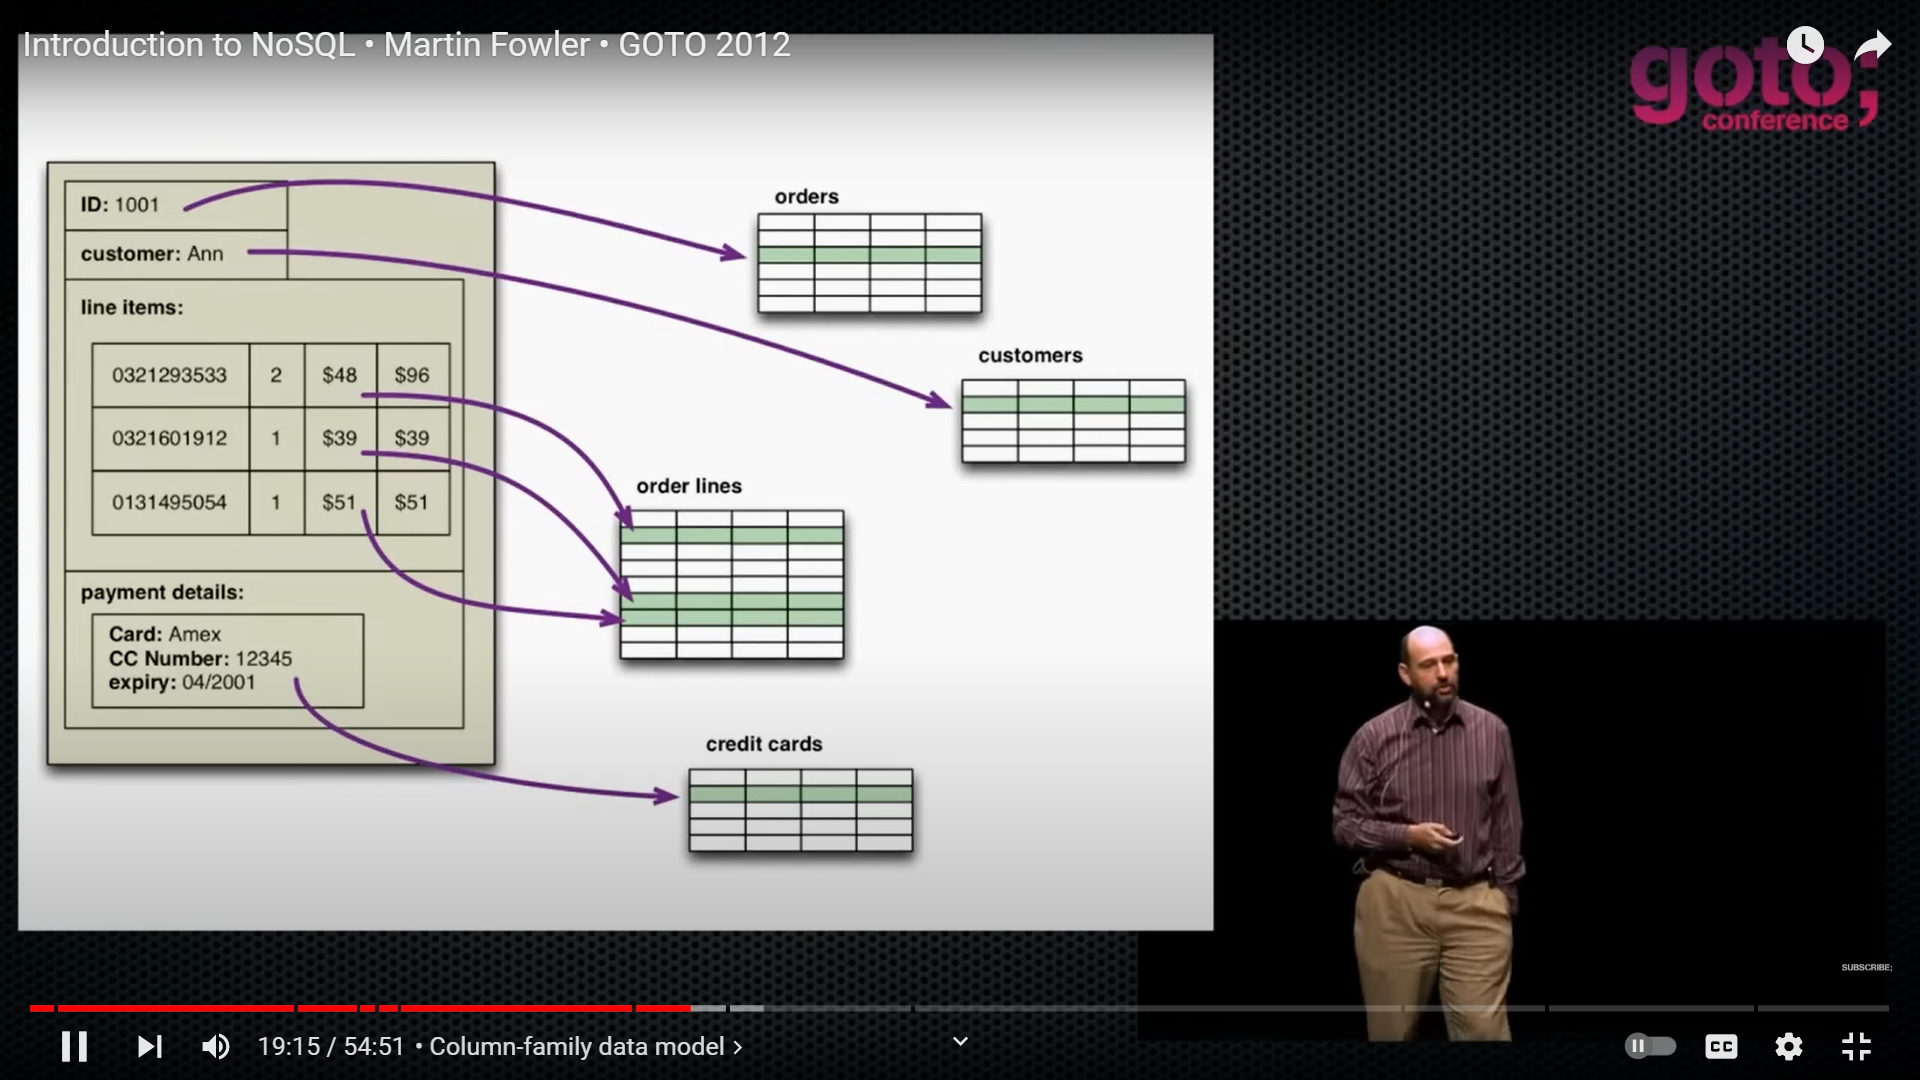 Introduction to NoSQL • Martin Fowler • GOTO 2012
goto;
conference
ID: 1001
customer: Ann
line items:
0321293533 2 $48 $96
0321601912 1 $39 $39
0131495054 1 $51 $51
payment details:
Card: Amex
CC Number: 12345
expiry: 04/2001
orders
customers
order lines
credit cards
SUBSCRIBE;
19:15 / 54:51 • Column-family data model >
CC